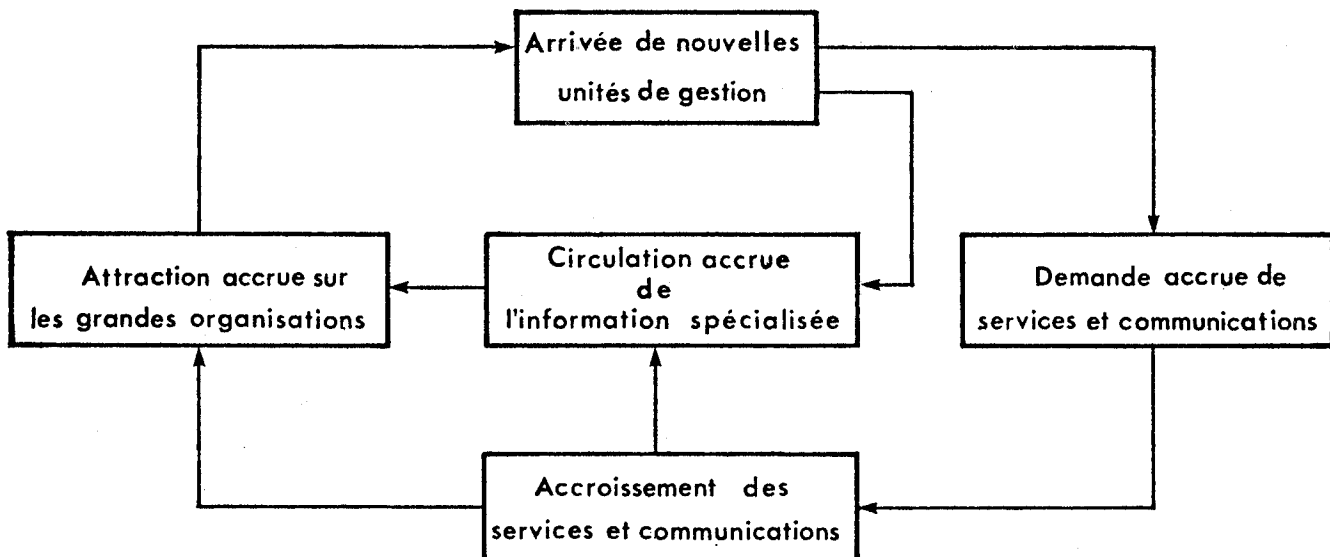 Arrivée de nouvelles
unités de gestion
Attraction accrue sur
les grandes organisations
Circulation accrue
de
l'information spécialisée
Demande accrue de
services et communications
Accroissement des
services et communications